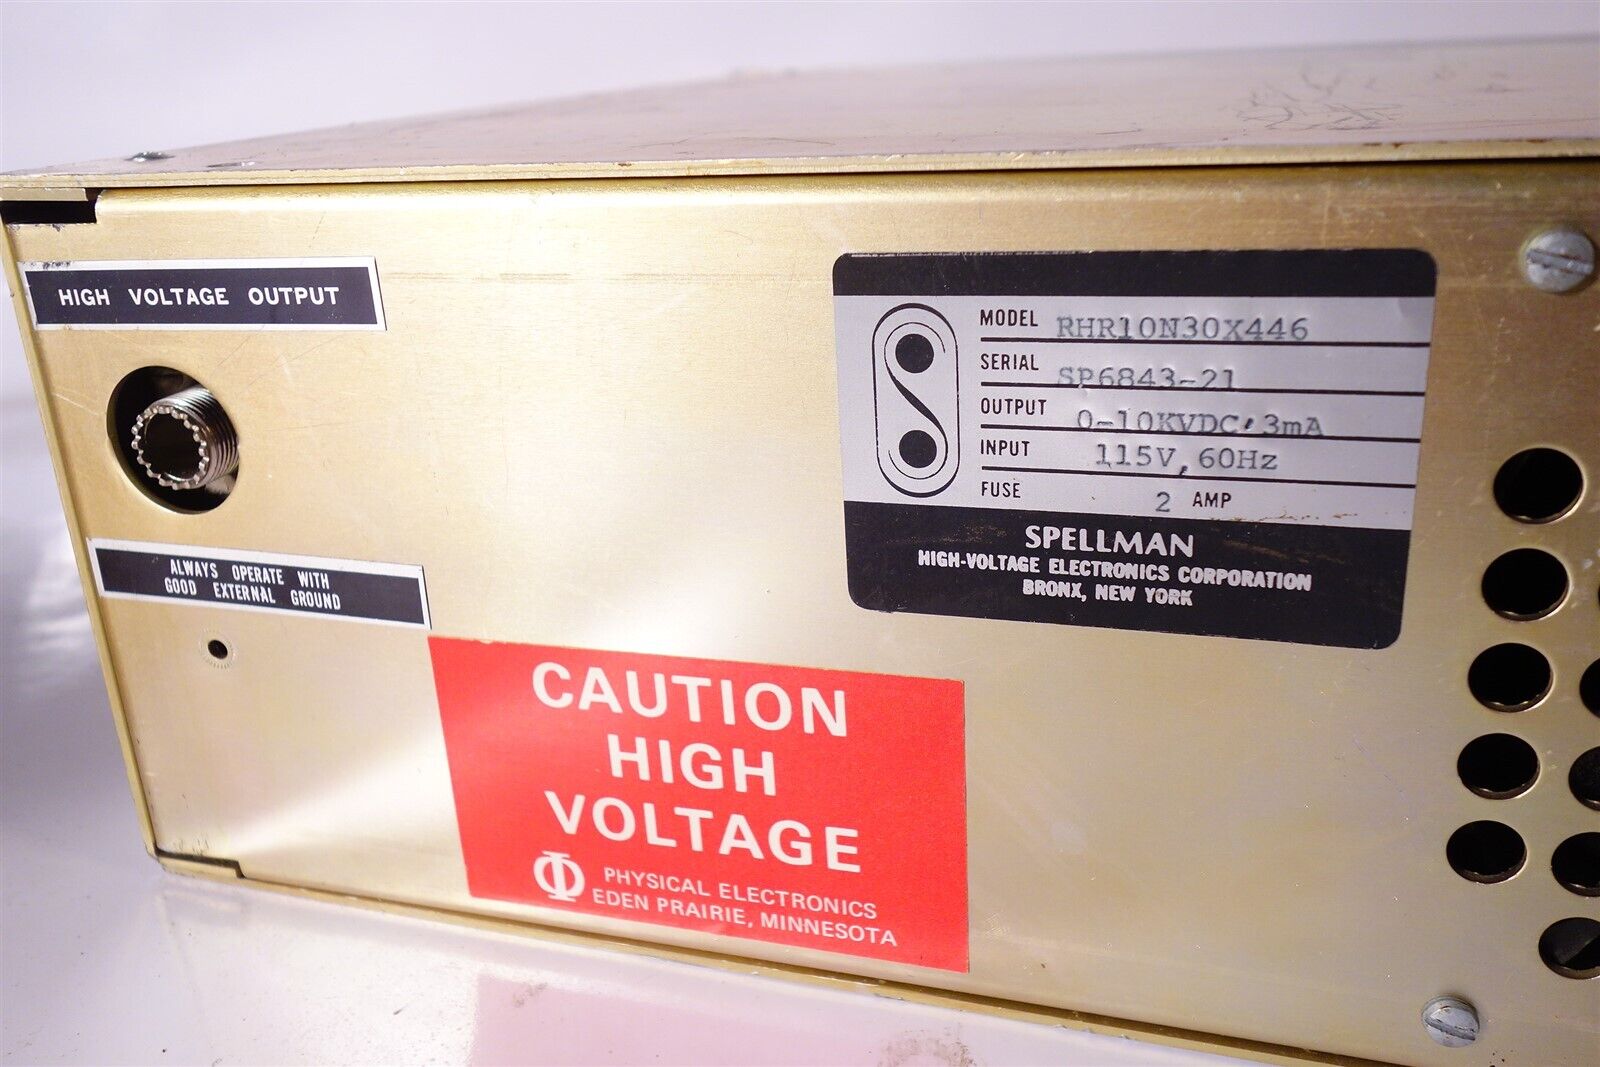 HIGH VOLTAGE OUTPUT
ALWAYS OPERATE WITH
GOOD EXTERNAL GROUND
MODEL RHR10N30X446
SERIAL SP6843-21
OUTPUT 0-10KVDC,3mA
INPUT 115V,60Hz
FUSE 2 AMP
SPELLMAN
HIGH-VOLTAGE ELECTRONICS CORPORATION
BRONX, NEW YORK
CAUTION
HIGH
VOLTAGE
PHYSICAL ELECTRONICS
EDEN PRAIRIE, MINNESOTA